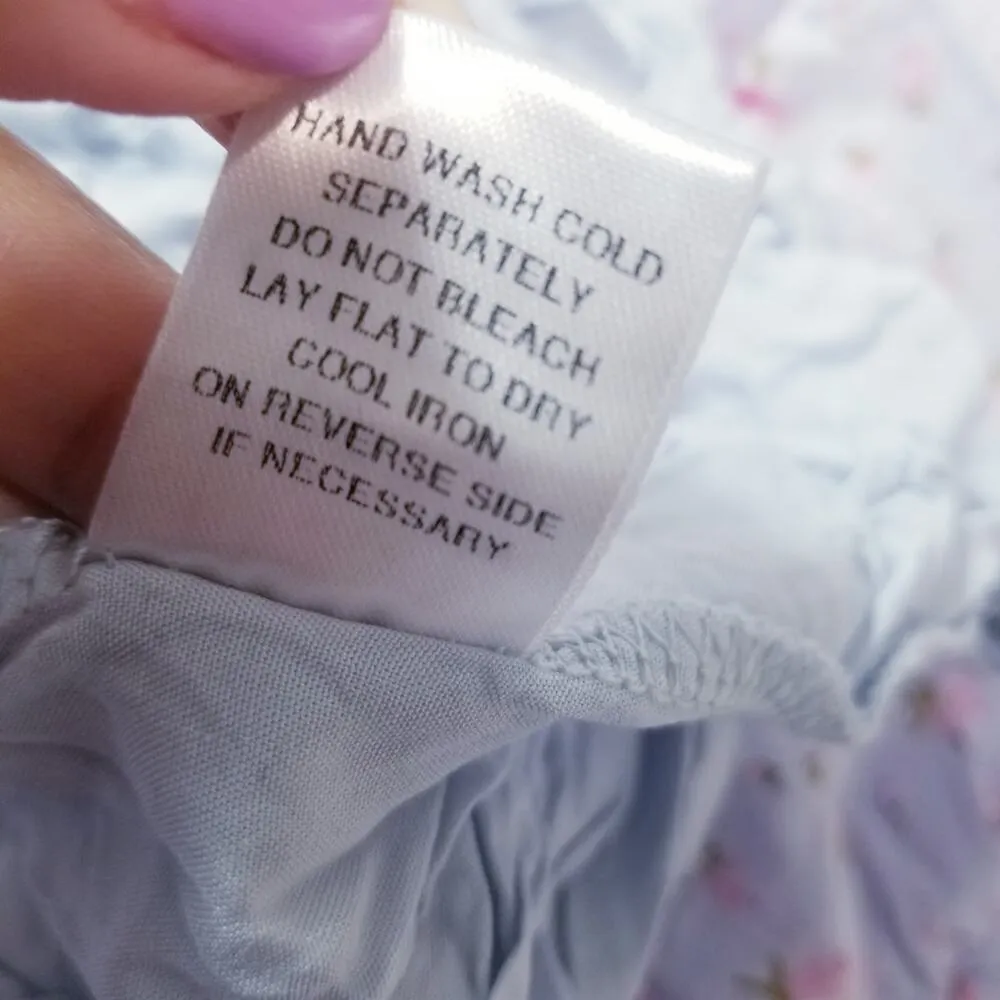 HAND WASH COLD
SEPARATELY
DO NOT BLEACH
LAY FLAT TO DRY
COOL IRON
ON REVERSE SIDE
IF NECESSARY